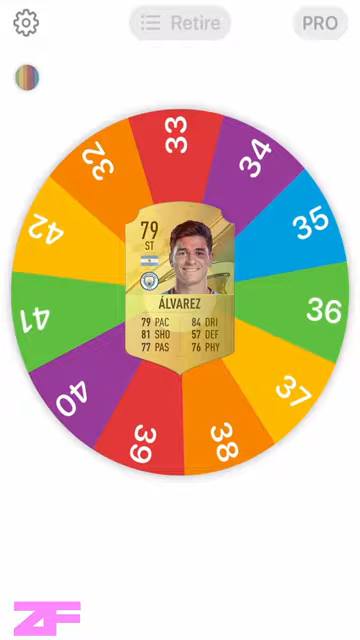 Retire
PRO
33
34
35
36
37
38
39
40
41
42
32
79
ST
ÁLVAREZ
79 PAC 84 DRI
81 SHO 57 DEF
77 PAS 76 PHY
ZF